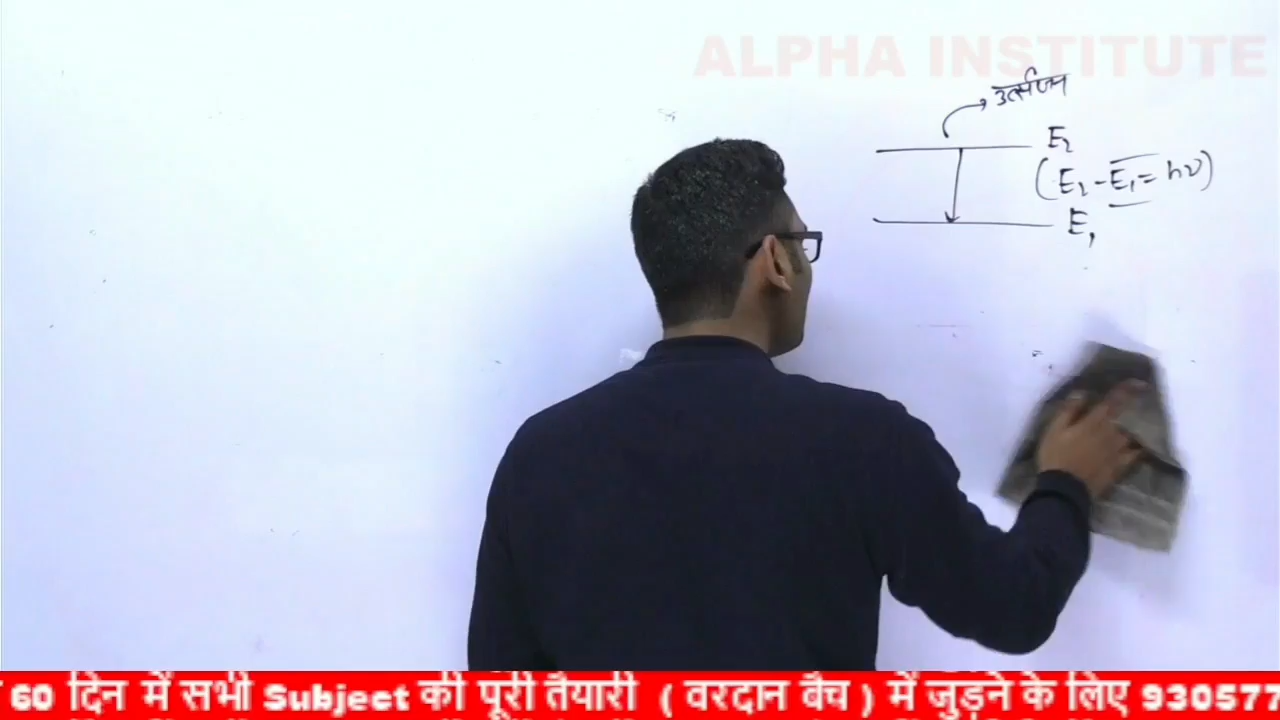 ALPHA INSTITUTE
उत्सर्जन
E₂
(E₂ - E₁ = hν)
E₁
60 दिन में सभी Subject की पूरी तैयारी ( वरदान वैच ) में जुड़ने के लिए 930577